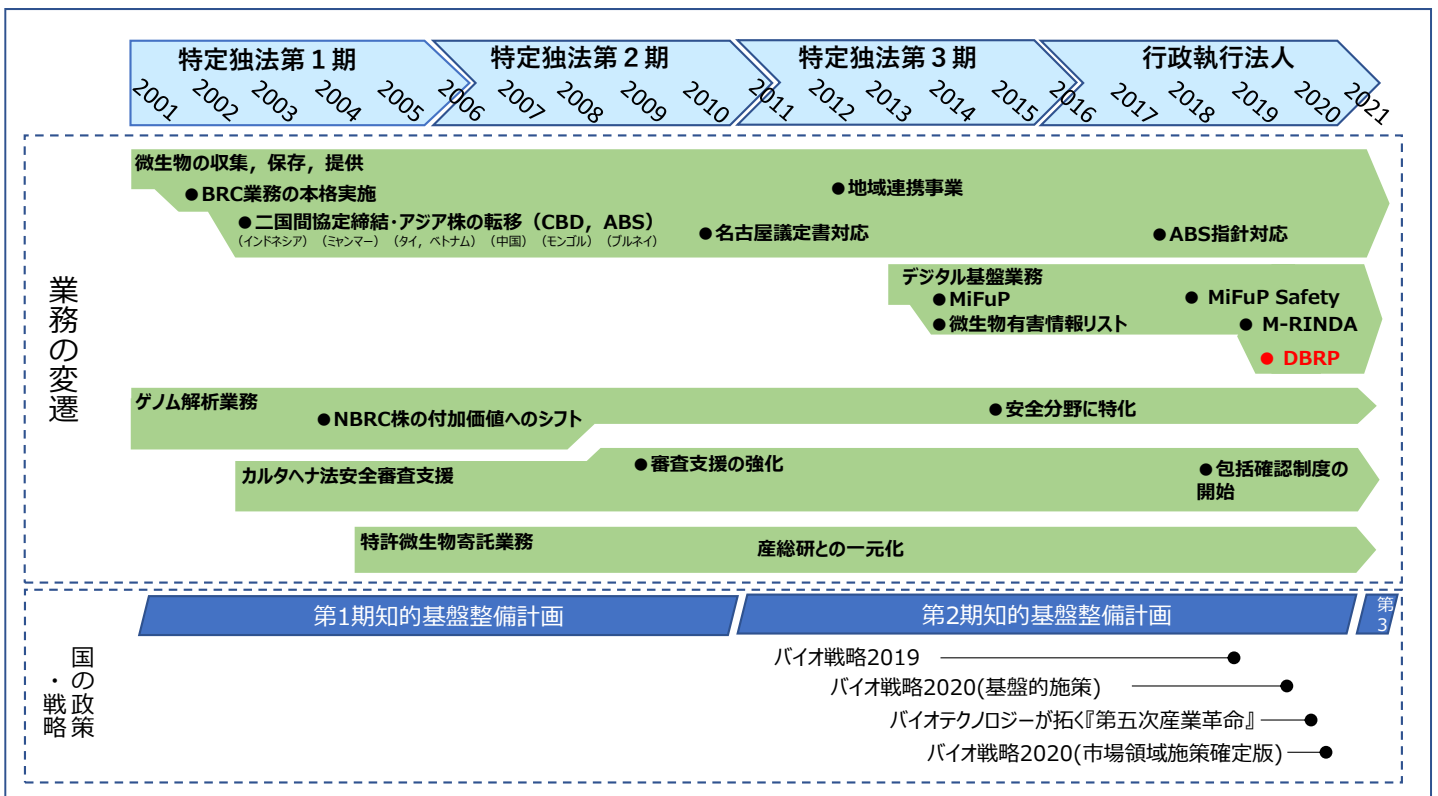 特定独法第１期
特定独法第２期
特定独法第３期
行政執行法人
2001 2002 2003 2004 2005 2006 2007 2008 2009 2010 2011 2012 2013 2014 2015 2016 2017 2018 2019 2020 2021
業務の変遷
微生物の収集，保存，提供
●BRC業務の本格実施
●地域連携事業
●二国間協定締結・アジア株の転移（CBD，ABS）
（インドネシア）（ミャンマー）（タイ，ベトナム）（中国）（モンゴル）（ブルネイ）
●名古屋議定書対応
●ABS指針対応
デジタル基盤業務
●MiFuP
● MiFuP Safety
●微生物有害情報リスト
● M-RINDA
● DBRP
ゲノム解析業務
●NBRC株の付加価値へのシフト
●安全分野に特化
カルタヘナ法安全審査支援
●審査支援の強化
●包括確認制度の
開始
特許微生物寄託業務
産総研との一元化
国の政策
・戦略
第1期知的基盤整備計画
第2期知的基盤整備計画
第
3
バイオ戦略2019
バイオ戦略2020(基盤的施策)
バイオテクノロジーが拓く『第五次産業革命』
バイオ戦略2020(市場領域施策確定版)